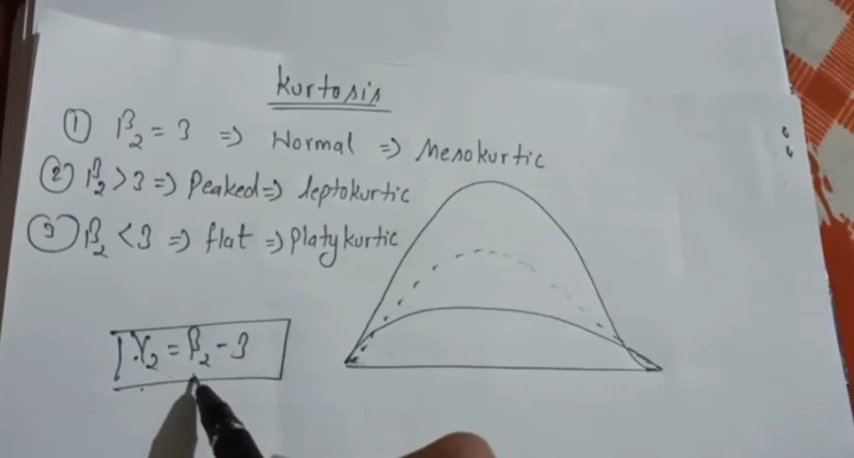 Kurtosis
① β₂ = 3 ⇒ Normal ⇒ Mesokurtic
② β₂ > 3 ⇒ Peaked ⇒ leptokurtic
③ β₂ < 3 ⇒ flat ⇒ Platykurtic
γ₂ = β₂ - 3